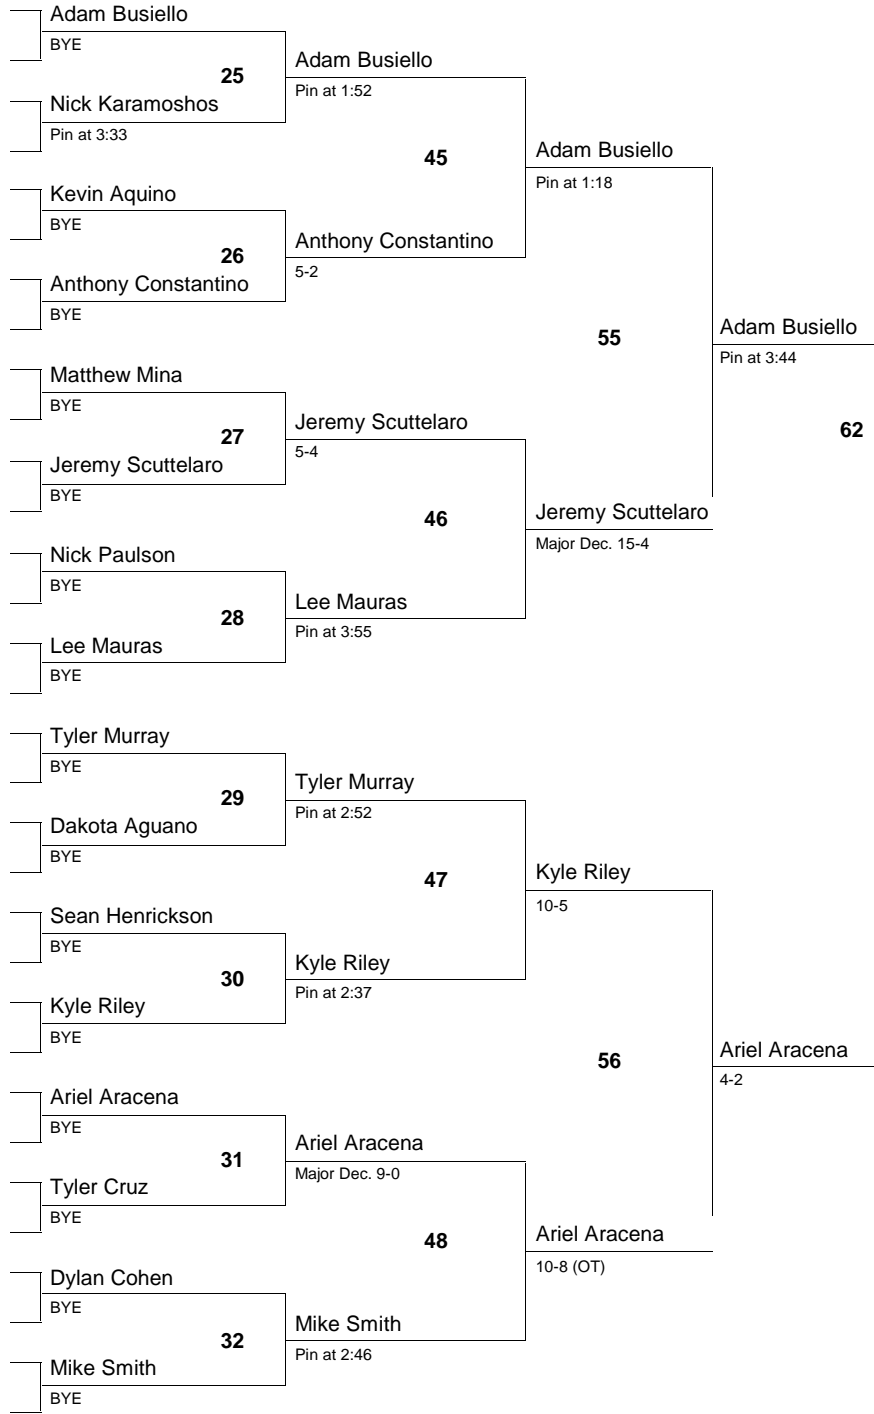 Adam Busiello
BYE
25
Nick Karamoshos
Pin at 3:33
Adam Busiello
Pin at 1:52
45
Kevin Aquino
BYE
26
Anthony Constantino
BYE
Anthony Constantino
5-2
Adam Busiello
Pin at 1:18
55
Matthew Mina
BYE
27
Jeremy Scuttelaro
BYE
Jeremy Scuttelaro
5-4
46
Nick Paulson
BYE
28
Lee Mauras
BYE
Lee Mauras
Pin at 3:55
Jeremy Scuttelaro
Major Dec. 15-4
Adam Busiello
Pin at 3:44
62
Tyler Murray
BYE
29
Dakota Aguano
BYE
Tyler Murray
Pin at 2:52
47
Sean Henrickson
BYE
30
Kyle Riley
BYE
Kyle Riley
Pin at 2:37
Kyle Riley
10-5
56
Ariel Aracena
BYE
31
Tyler Cruz
BYE
Ariel Aracena
Major Dec. 9-0
48
Dylan Cohen
BYE
32
Mike Smith
BYE
Mike Smith
Pin at 2:46
Ariel Aracena
10-8 (OT)
Ariel Aracena
4-2